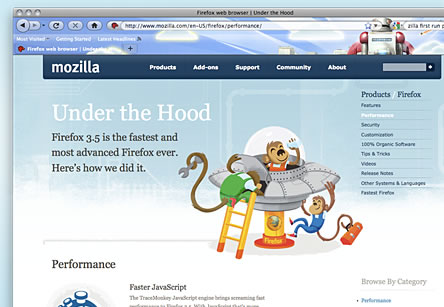 Firefox web browser | Under the Hood
http://www.mozilla.com/en-US/firefox/performance/
zilla first run p
Most Visited
Getting Started
Latest Headlines
Firefox web browser | Under th
mozilla
Products
Add-ons
Support
Community
About
Under the Hood
Firefox 3.5 is the fastest and
most advanced Firefox ever.
Here's how we did it.
Products / Firefox
Features
Performance
Security
Customization
100% Organic Software
Tips & Tricks
Videos
Release Notes
Other Systems & Languages
Fastest Firefox
Firefox
Performance
Faster JavaScript
The TraceMonkey JavaScript engine brings screaming fast
Browse By Category
Performance